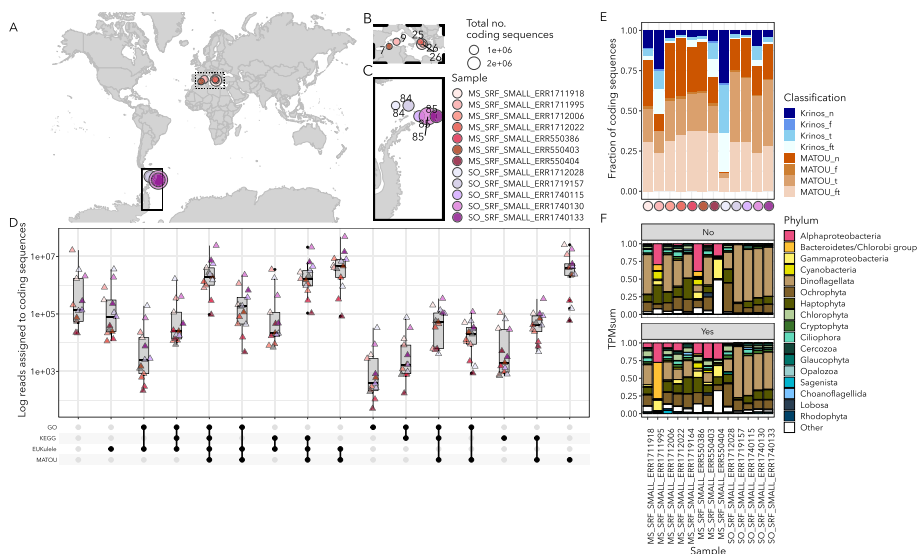 A
B
7
9
25
26
26
C
84
84
85
86
85
Total no.
coding sequences
1e+06
2e+06
Sample
MS_SRF_SMALL_ERR1711918
MS_SRF_SMALL_ERR1711995
MS_SRF_SMALL_ERR1712006
MS_SRF_SMALL_ERR1712022
MS_SRF_SMALL_ERR550386
MS_SRF_SMALL_ERR550403
MS_SRF_SMALL_ERR550404
SO_SRF_SMALL_ERR1712028
SO_SRF_SMALL_ERR1719157
SO_SRF_SMALL_ERR1740115
SO_SRF_SMALL_ERR1740130
SO_SRF_SMALL_ERR1740133
D
Log reads assigned to coding sequences
1e+07
1e+05
1e+03
GO
KEGG
EUKulele
MATOU
E
Fraction of coding sequences
1.00
0.75
0.50
0.25
0.00
Classification
Krinos_n
Krinos_f
Krinos_t
Krinos_ft
MATOU_n
MATOU_f
MATOU_t
MATOU_ft
F
No
1.00
0.75
0.50
0.25
0.00
Yes
1.00
0.75
0.50
0.25
0.00
TPMsum
MS_SRF_SMALL_ERR1711918
MS_SRF_SMALL_ERR1711995
MS_SRF_SMALL_ERR1712006
MS_SRF_SMALL_ERR1712022
MS_SRF_SMALL_ERR1719164
MS_SRF_SMALL_ERR550386
MS_SRF_SMALL_ERR550403
MS_SRF_SMALL_ERR550404
SO_SRF_SMALL_ERR1712028
SO_SRF_SMALL_ERR1719157
SO_SRF_SMALL_ERR1740115
SO_SRF_SMALL_ERR1740130
SO_SRF_SMALL_ERR1740133
Sample
Phylum
Alphaproteobacteria
Bacteroidetes/Chlorobi group
Gammaproteobacteria
Cyanobacteria
Dinoflagellata
Ochrophyta
Haptophyta
Chlorophyta
Cryptophyta
Ciliophora
Cercozoa
Glaucophyta
Opalozoa
Sagenista
Choanoflagellida
Lobosa
Rhodophyta
Other